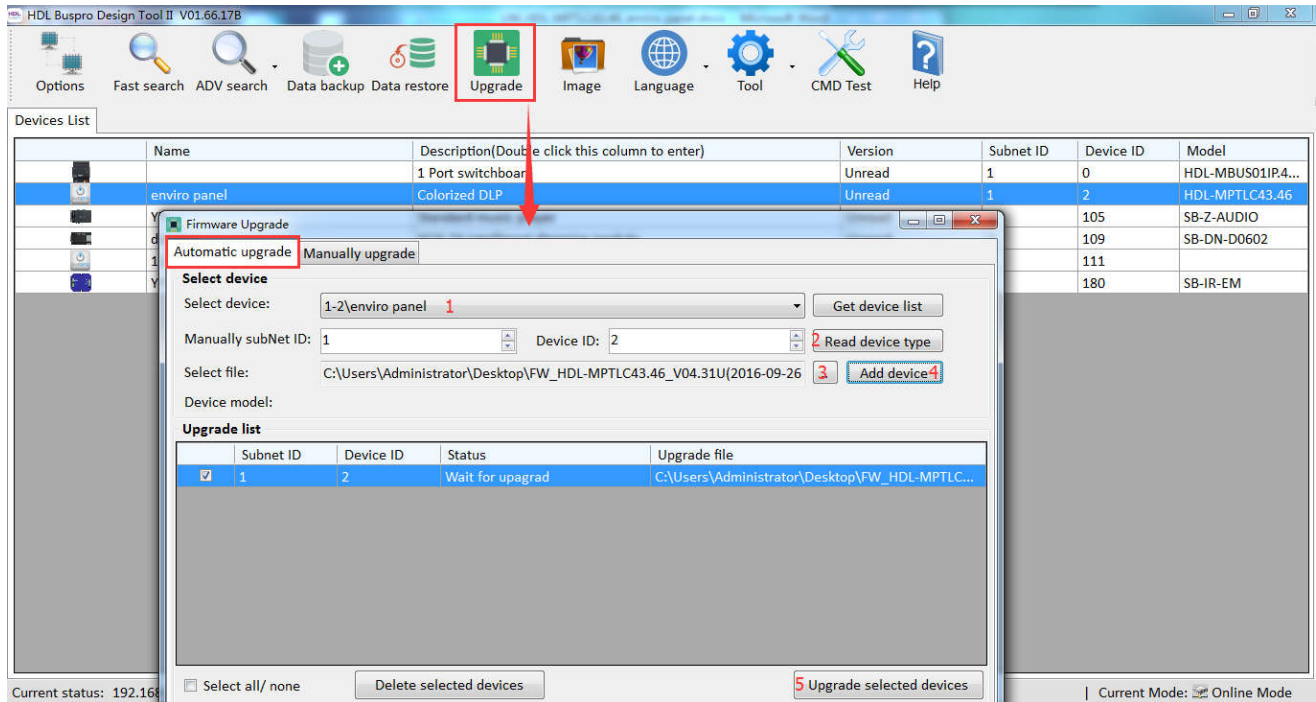 HDL Buspro Design Tool II V01.66.17B
Options Fast search ADV search Data backup Data restore Upgrade Image Language Tool CMD Test Help
Devices List
Name Description(Double click this column to enter) Version Subnet ID Device ID Model
1 Port switchboard Unread 1 0 HDL-MBUS01IP.4...
enviro panel Colorized DLP Unread 1 2 HDL-MPTLC43.46
Y 105 SB-Z-AUDIO
d 109 SB-DN-D0602
1 111
Y 180 SB-IR-EM
Firmware Upgrade
Automatic upgrade Manually upgrade
Select device
Select device: 1-2\enviro panel 1 Get device list
Manually subNet ID: 1 Device ID: 2 2 Read device type
Select file: C:\Users\Administrator\Desktop\FW_HDL-MPTLC43.46_V04.31U(2016-09-26 3 Add device 4
Device model:
Upgrade list
Subnet ID Device ID Status Upgrade file
1 2 Wait for upagrad C:\Users\Administrator\Desktop\FW_HDL-MPTLC...
Select all/ none Delete selected devices 5 Upgrade selected devices
Current status: 192.168 Current Mode: Online Mode